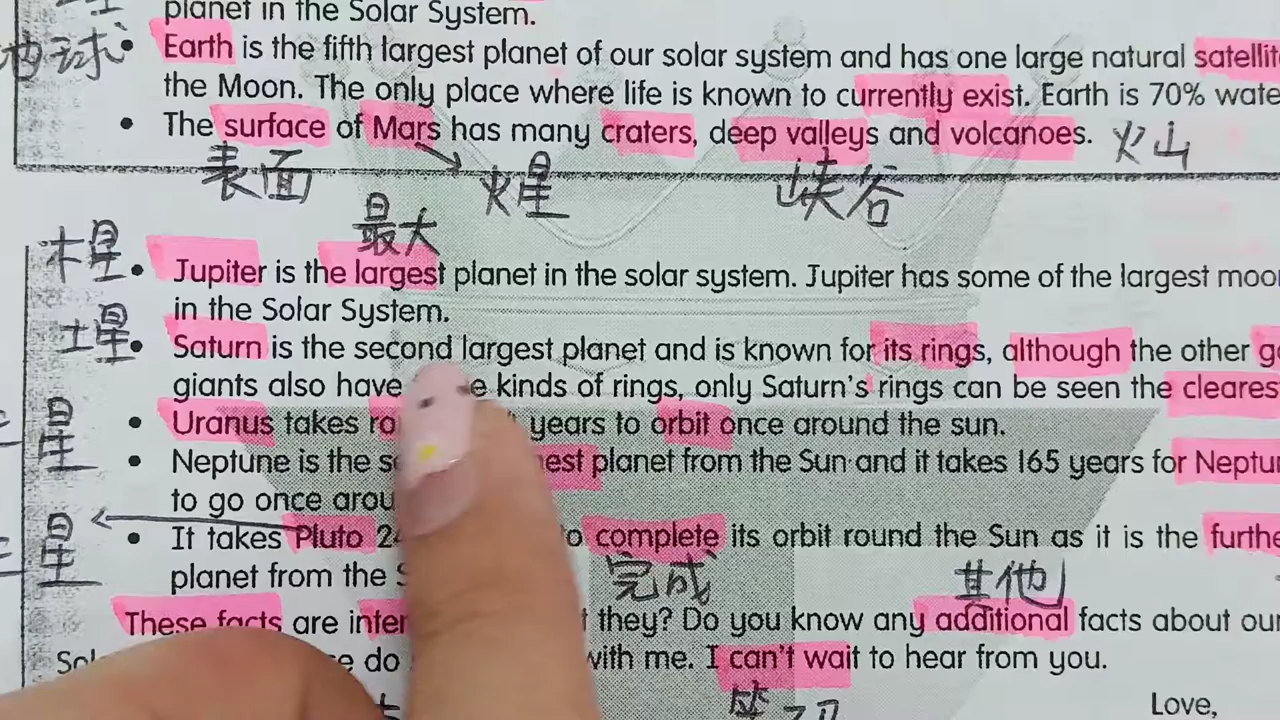 planet in the Solar System.
地球
Earth is the fifth largest planet of our solar system and has one large natural
the Moon. The only place where life is known to currently exist. Earth is 70%
The surface of Mars has many craters, deep valleys and volcanoes. 火山
表面 火星 峡谷
最大
木星
Jupiter is the largest planet in the solar system. Jupiter has some of the largest
in the Solar System.
土星
Saturn is the second largest planet and is known for its rings, although the other
giants also have kinds of rings, only Saturn's rings can be seen the
星
Uranus takes years to orbit once around the sun.
Neptune is the planet from the Sun and it takes 165 years for
to go once
星
It takes Pluto to complete its orbit round the Sun as it is the
planet from the
完成 其他
These facts are they? Do you know any additional facts about
do with me. I can't wait to hear from you.
Love,